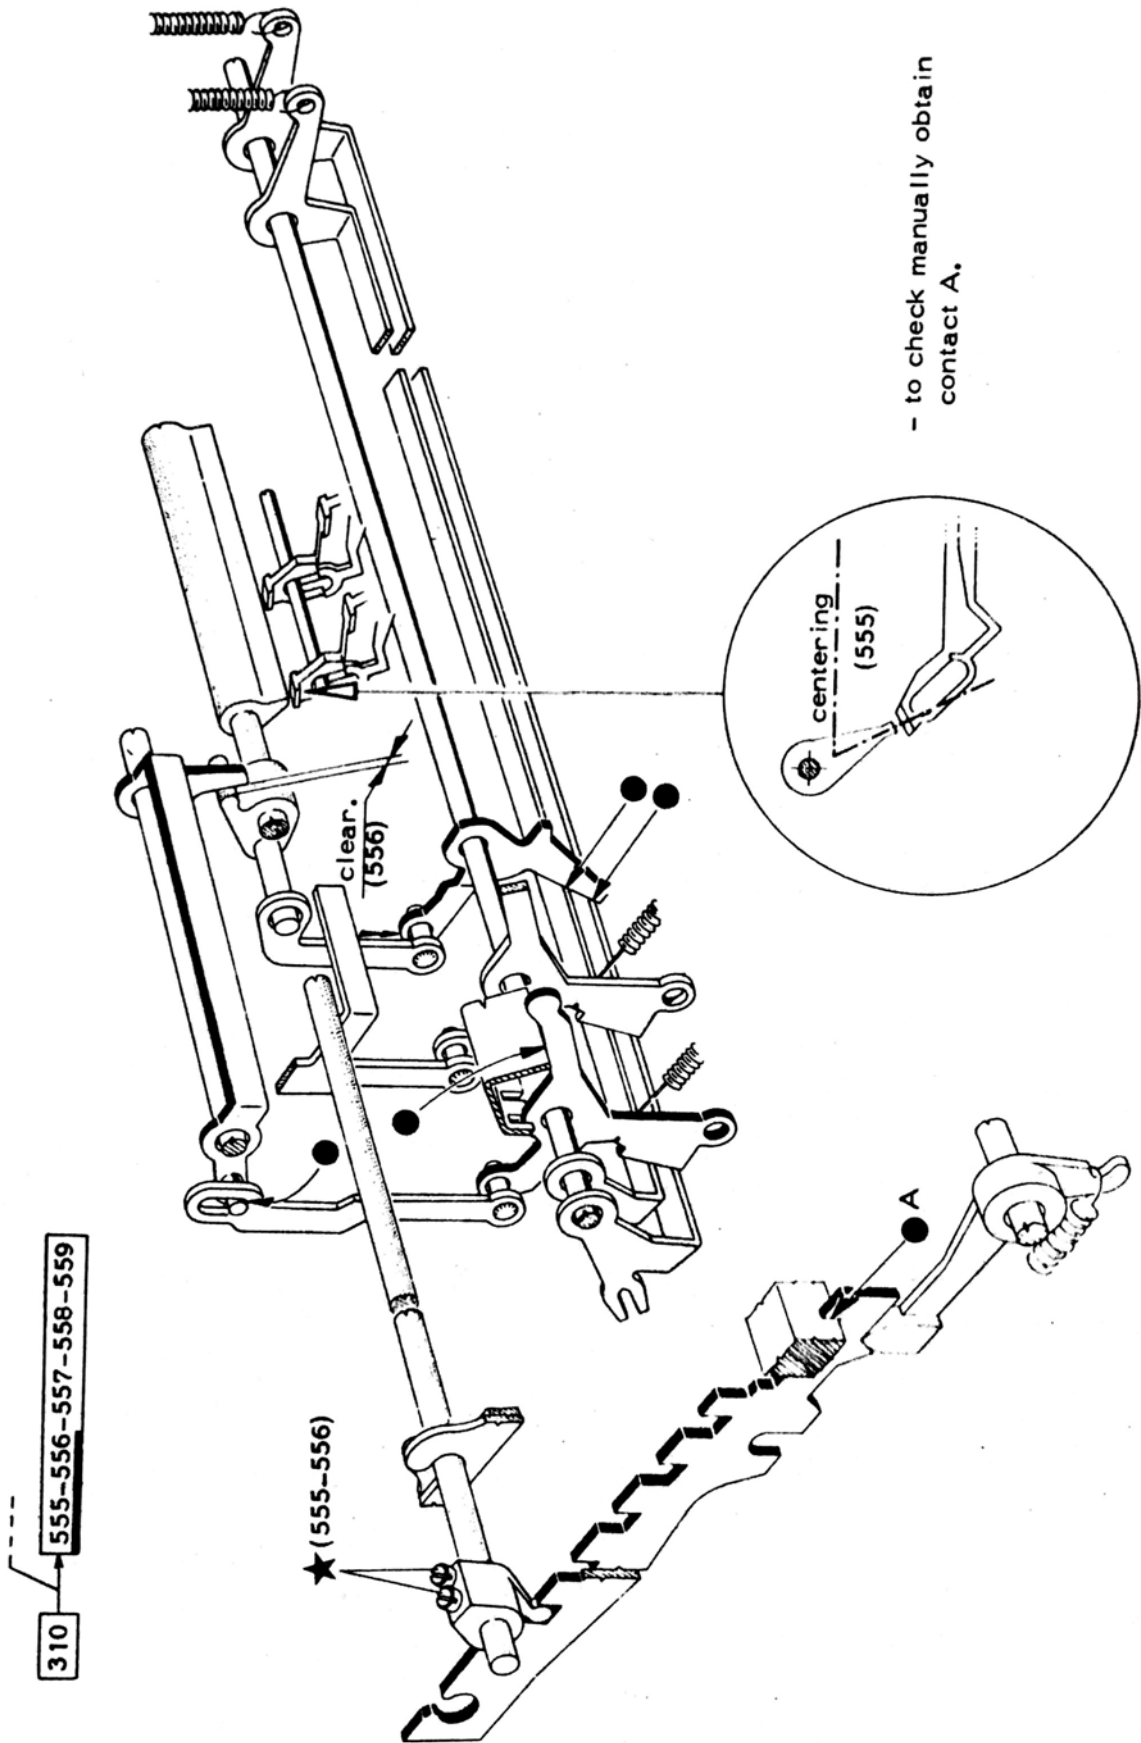 310
555-556-557-558-559
★ (555-556)
clear.
(556)
centering
(555)
A
- to check manually obtain
contact A.